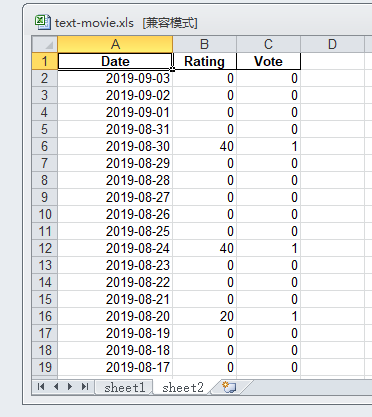 text-movie.xls [兼容模式]
A B C D
1 Date Rating Vote
2 2019-09-03 0 0
3 2019-09-02 0 0
4 2019-09-01 0 0
5 2019-08-31 0 0
6 2019-08-30 40 1
7 2019-08-29 0 0
8 2019-08-28 0 0
9 2019-08-27 0 0
10 2019-08-26 0 0
11 2019-08-25 0 0
12 2019-08-24 40 1
13 2019-08-23 0 0
14 2019-08-22 0 0
15 2019-08-21 0 0
16 2019-08-20 20 1
17 2019-08-19 0 0
18 2019-08-18 0 0
19 2019-08-17 0 0
sheet1 sheet2